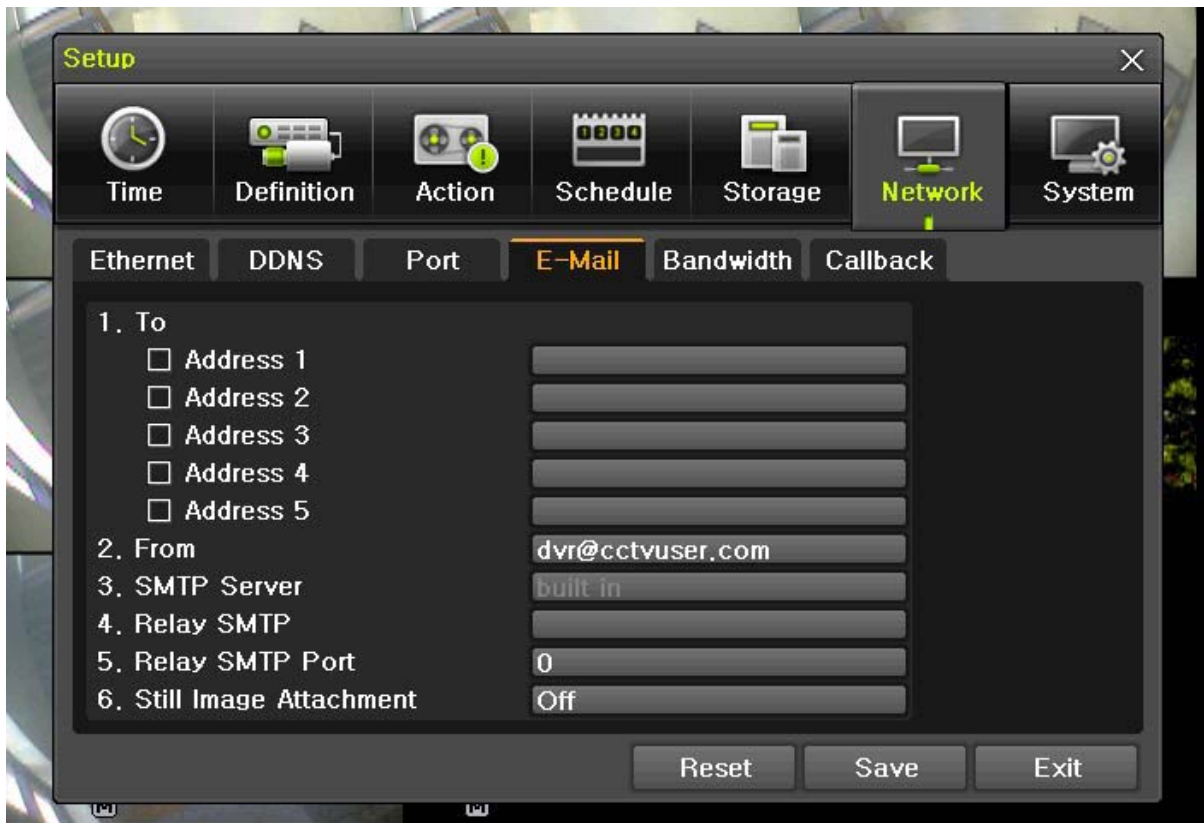 Setup
Time Definition Action Schedule Storage Network System
Ethernet DDNS Port E-Mail Bandwidth Callback
1. To
Address 1
Address 2
Address 3
Address 4
Address 5
2. From dvr@cctvuser.com
3. SMTP Server built in
4. Relay SMTP
5. Relay SMTP Port 0
6. Still Image Attachment Off
Reset Save Exit